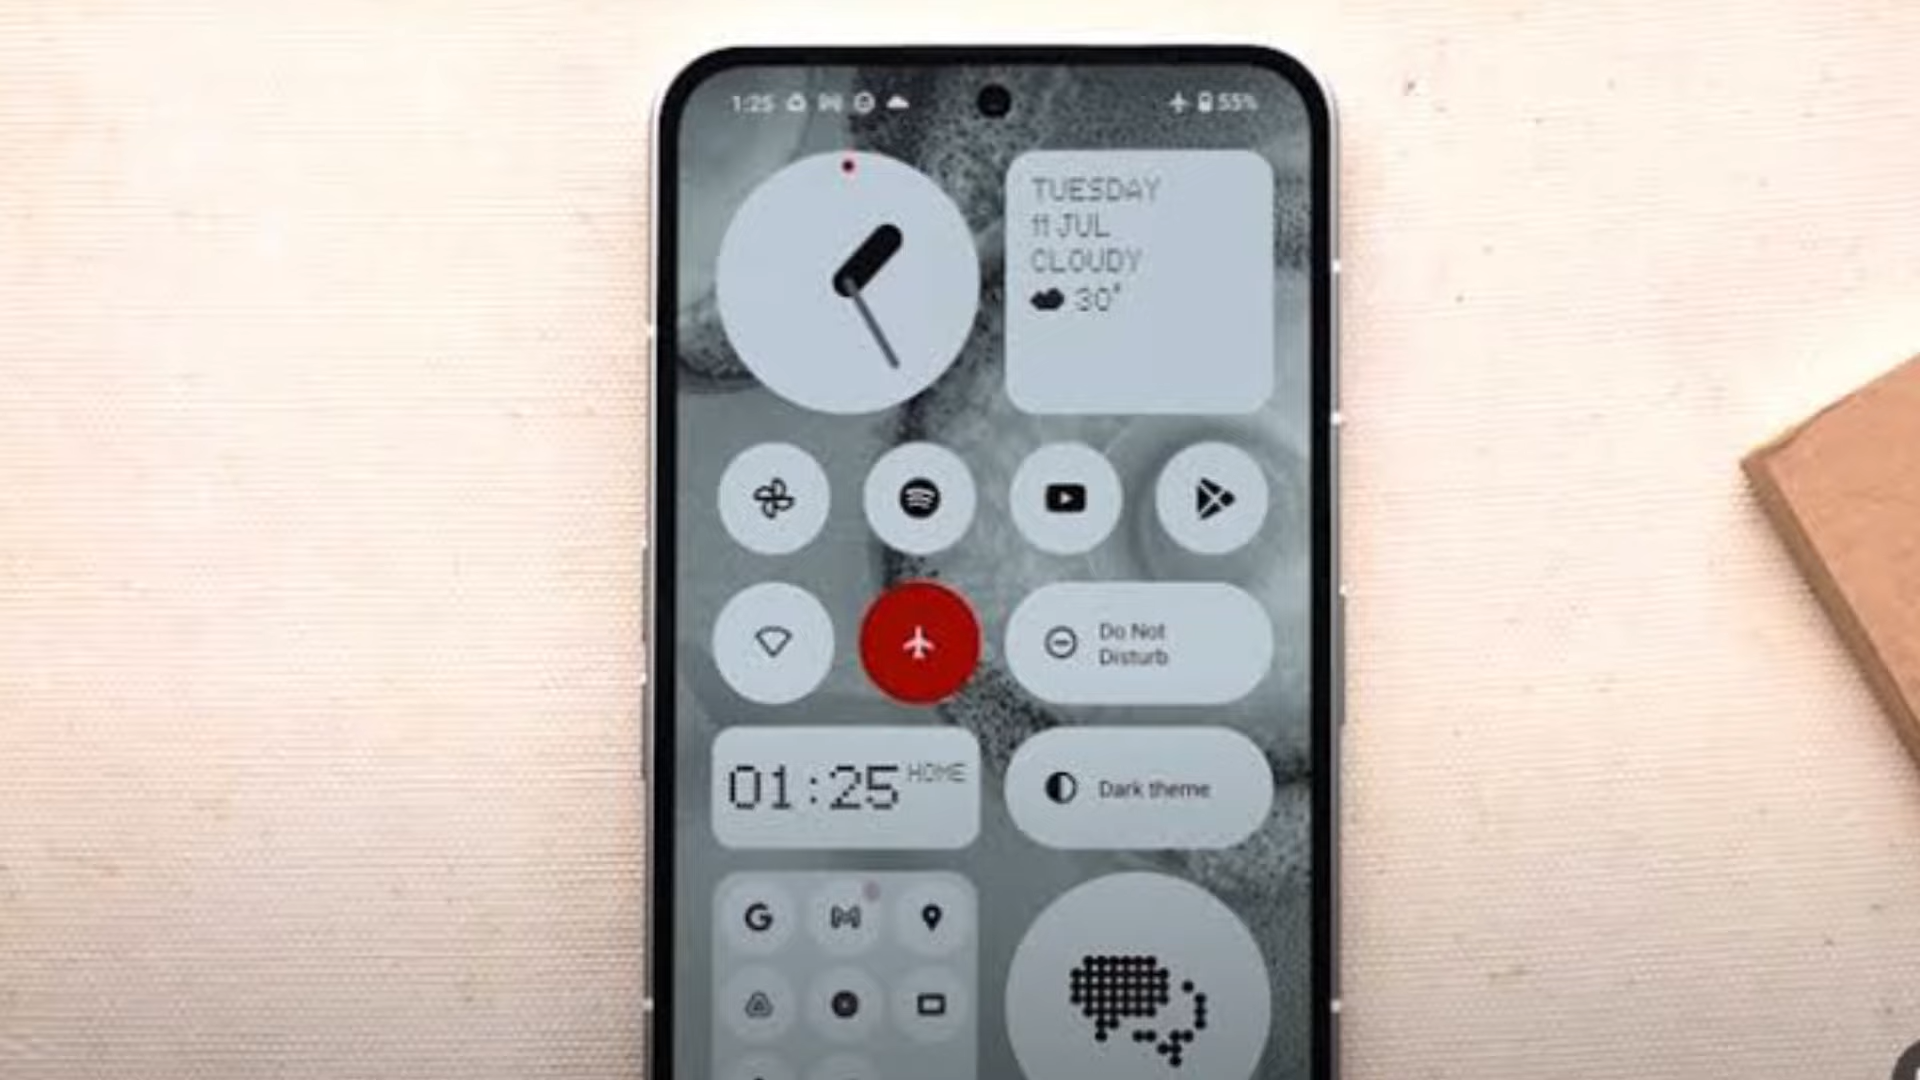 1:25
55%
TUESDAY
11 JUL
CLOUDY
30°
Do Not
Disturb
01:25 HOME
Dark theme
G